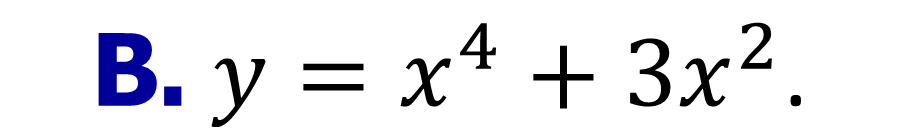 B. y = x⁴ + 3x².